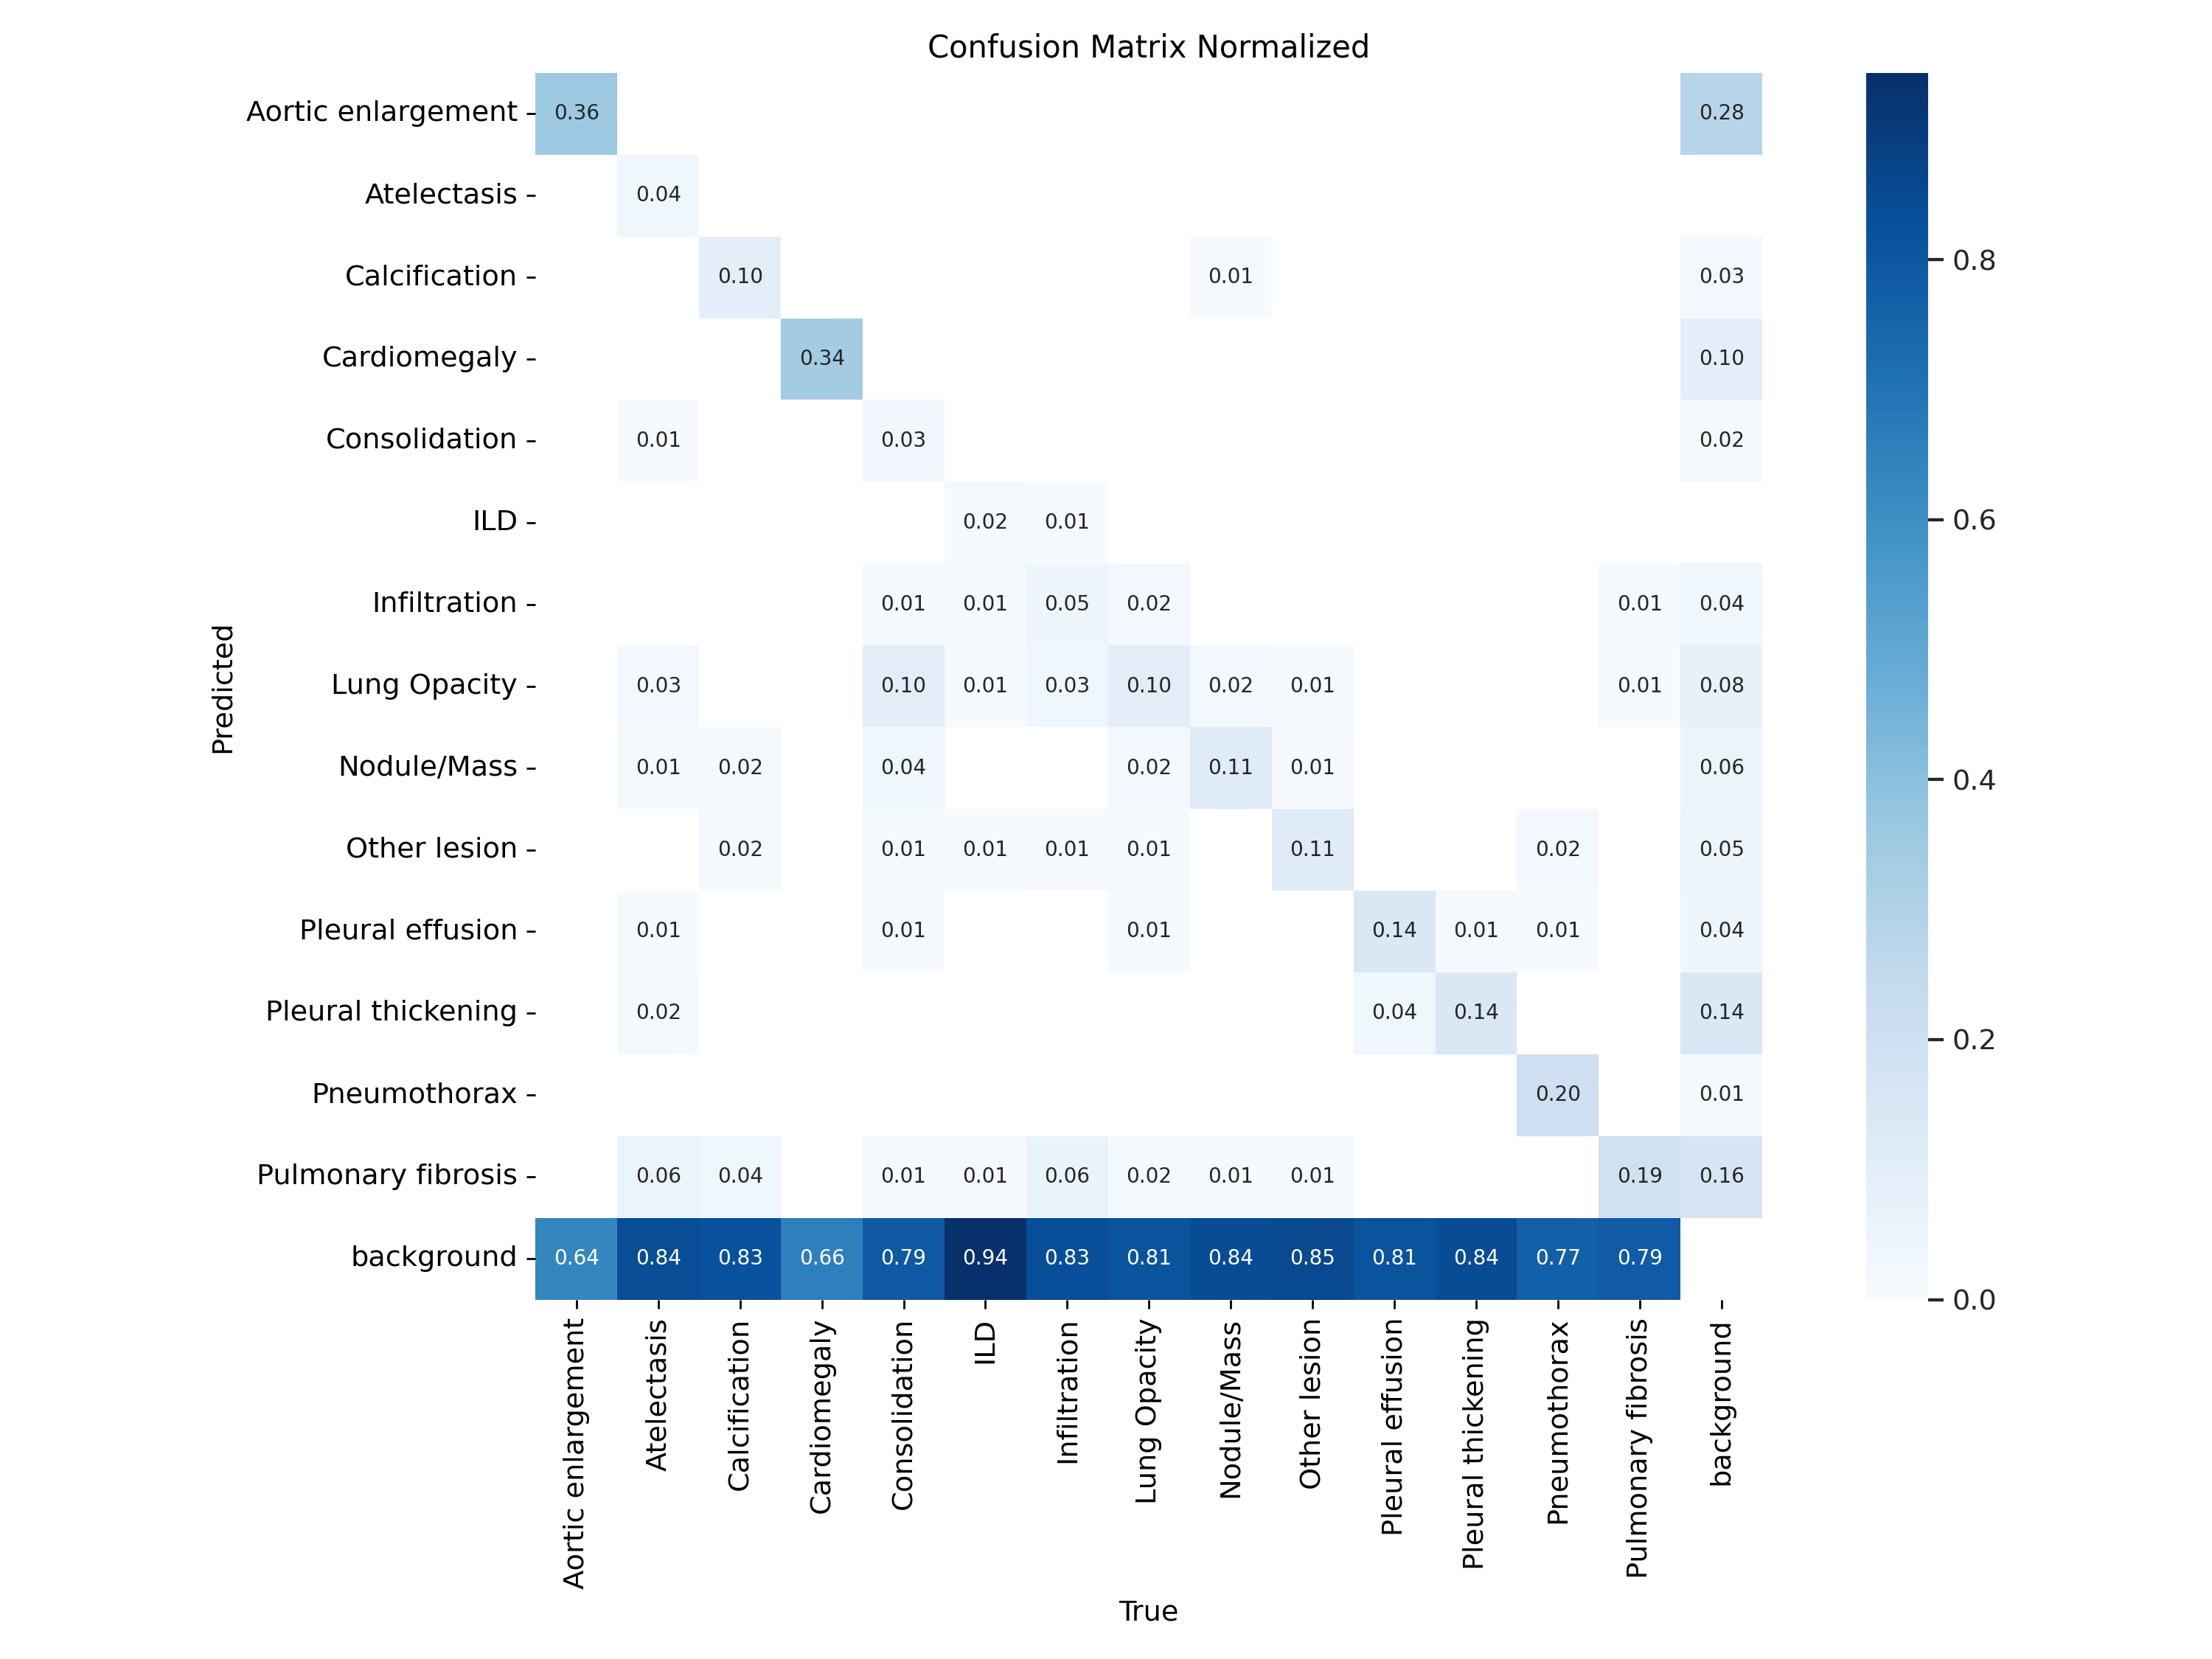 Confusion Matrix Normalized
Aortic enlargement 0.36 0.28
Atelectasis 0.04
Calcification 0.10 0.01 0.03
0.8
Cardiomegaly 0.34 0.10
Consolidation 0.01 0.03 0.02
ILD 0.02 0.01
0.6
Infiltration 0.01 0.01 0.05 0.02 0.01 0.04
Predicted
Lung Opacity 0.03 0.10 0.01 0.03 0.10 0.02 0.01 0.01 0.08
Nodule/Mass 0.01 0.02 0.04 0.02 0.11 0.01 0.06
0.4
Other lesion 0.02 0.01 0.01 0.01 0.01 0.11 0.02 0.05
Pleural effusion 0.01 0.01 0.01 0.14 0.01 0.01 0.04
Pleural thickening 0.02 0.04 0.14 0.14
0.2
Pneumothorax 0.20 0.01
Pulmonary fibrosis 0.06 0.04 0.01 0.01 0.06 0.02 0.01 0.01 0.19 0.16
background 0.64 0.84 0.83 0.66 0.79 0.94 0.83 0.81 0.84 0.85 0.81 0.84 0.77 0.79
0.0
Aortic enlargement
Atelectasis
Calcification
Cardiomegaly
Consolidation
ILD
Infiltration
Lung Opacity
Nodule/Mass
Other lesion
Pleural effusion
Pleural thickening
Pneumothorax
Pulmonary fibrosis
background
True